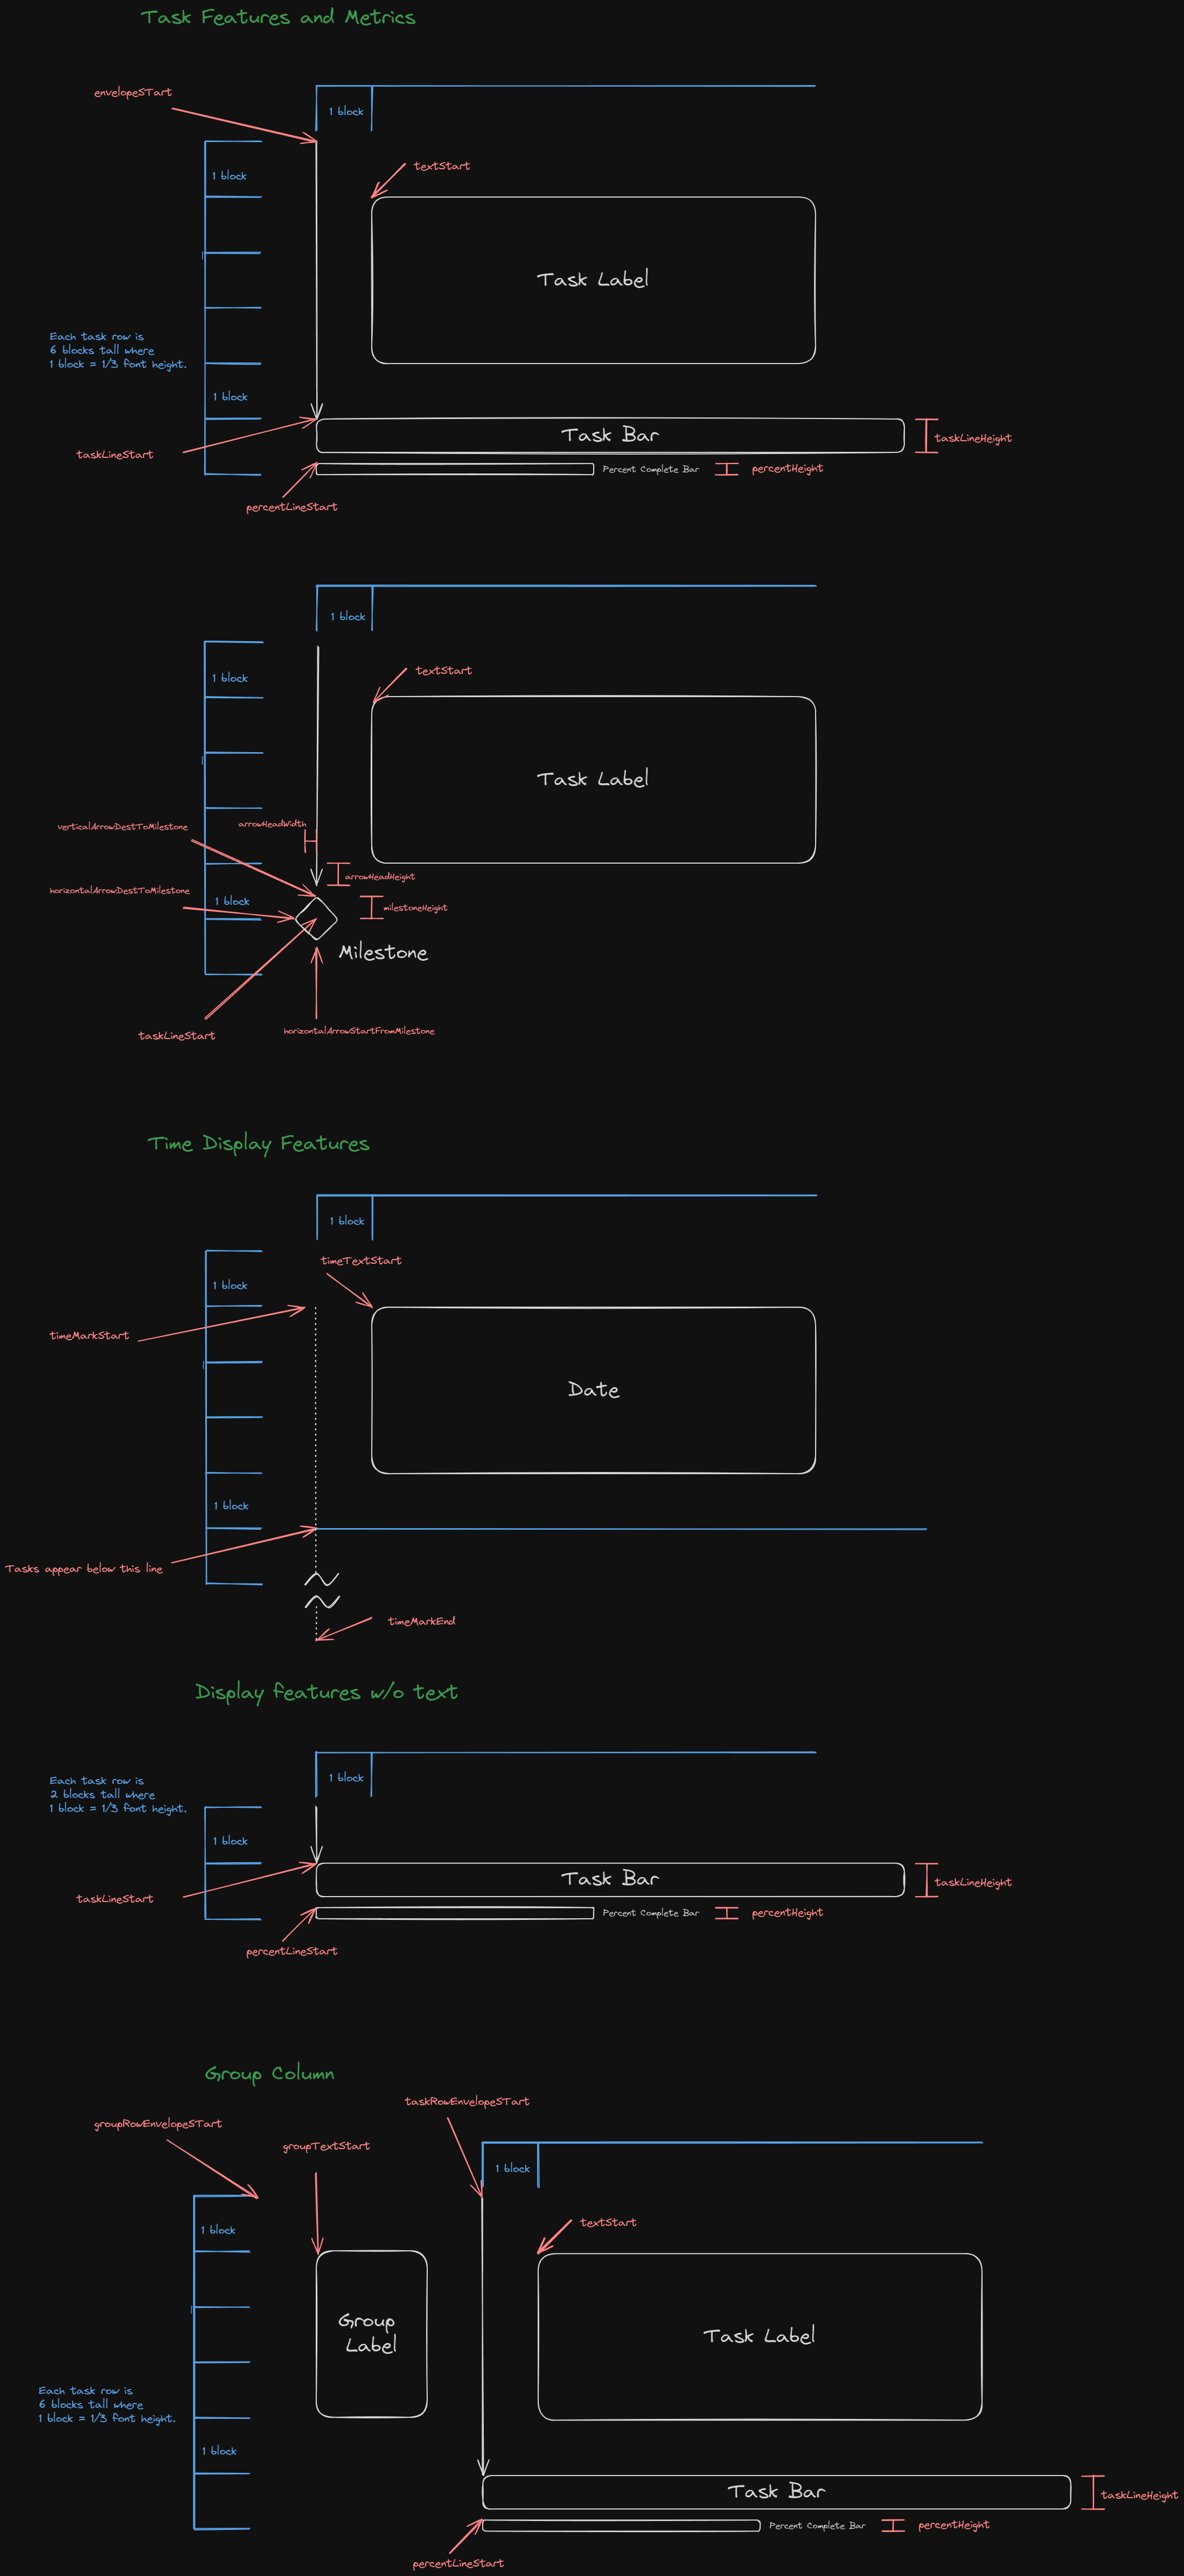 Task Features and Metrics
envelopeSTart
1 block
textStart
1 block
Task Label
Each task row is
6 blocks tall where
1 block = 1/3 font height.
1 block
Task Bar
taskLineHeight
taskLineStart
Percent Complete Bar
percentHeight
percentLineStart
1 block
textStart
1 block
Task Label
arrowHeadWidth
verticalArrowDestToMilestone
arrowHeadHeight
horizontalArrowDestToMilestone
1 block
milestoneHeight
Milestone
horizontalArrowStartFromMilestone
taskLineStart
Time Display Features
1 block
timeTextStart
1 block
timeMarkStart
Date
1 block
Tasks appear below this line
timeMarkEnd
Display features w/o text
1 block
Each task row is
2 blocks tall where
1 block = 1/3 font height.
1 block
Task Bar
taskLineHeight
taskLineStart
Percent Complete Bar
percentHeight
percentLineStart
Group Column
taskRowEnvelopeSTart
groupRowEnvelopeSTart
groupTextStart
1 block
textStart
1 block
Group
Label
Task Label
Each task row is
6 blocks tall where
1 block = 1/3 font height.
1 block
Task Bar
taskLineHeight
Percent Complete Bar
percentHeight
percentLineStart